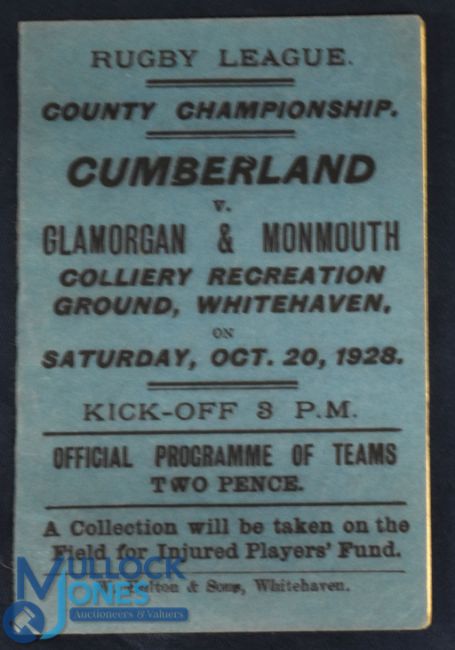 RUGBY LEAGUE.
COUNTY CHAMPIONSHIP.
CUMBERLAND
v.
GLAMORGAN & MONMOUTH
COLLIERY RECREATION
GROUND, WHITEHAVEN,
ON
SATURDAY, OCT. 20, 1928.
KICK-OFF 3 P.M.
OFFICIAL PROGRAMME OF TEAMS
TWO PENCE.
A Collection will be taken on the
Field for Injured Players' Fund.
& Sons, Whitehaven.
MULLOCK
JONES
Auctioneers & Valuers